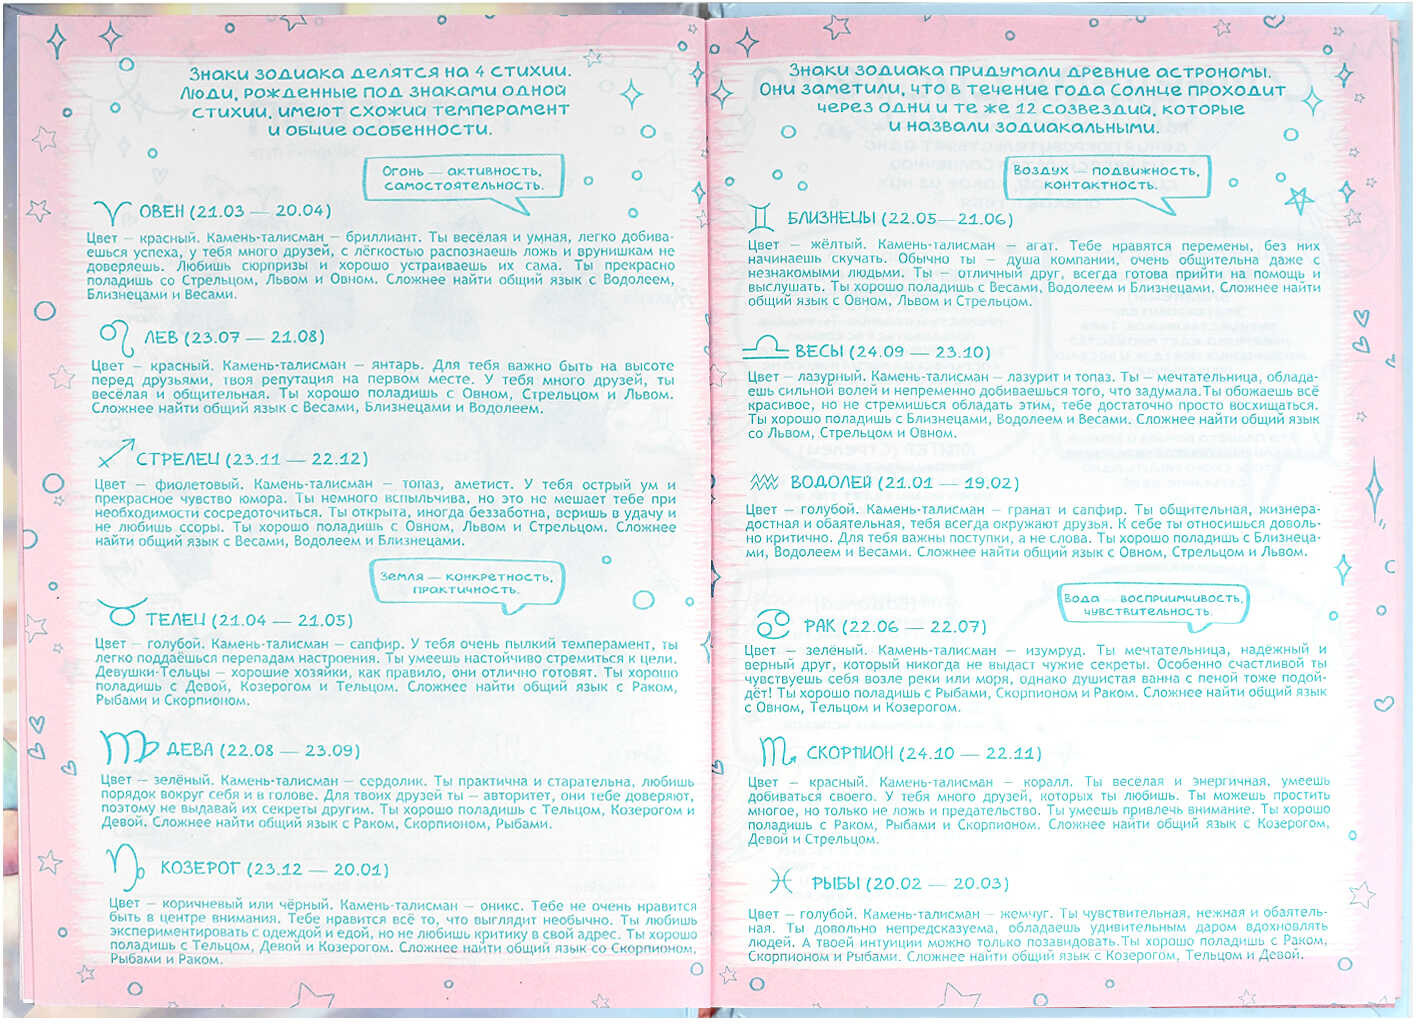 Знаки зодиака делятся на 4 стихии.
Люди, рожденные под знаками одной
стихии, имеют схожий темперамент
и общие особенности.
Огонь — активность,
самостоятельность.
ОВЕН (21.03 — 20.04)
Цвет — красный. Камень-талисман — бриллиант. Ты весёлая и умная, легко добива-
ешься успеха, у тебя много друзей, с лёгкостью распознаешь ложь и врунишкам не
доверяешь. Любишь сюрпризы и хорошо устраиваешь их сама. Ты прекрасно
поладишь со Стрельцом, Львом и Овном. Сложнее найти общий язык с Водолеем,
Близнецами и Весами.
ЛЕВ (23.07 — 21.08)
Цвет — красный. Камень-талисман — янтарь. Для тебя важно быть на высоте
перед друзьями, твоя репутация на первом месте. У тебя много друзей, ты
весёлая и общительная. Ты хорошо поладишь с Овном, Стрельцом и Львом.
Сложнее найти общий язык с Весами, Близнецами и Водолеем.
СТРЕЛЕЦ (23.11 — 22.12)
Цвет — фиолетовый. Камень-талисман — топаз, аметист. У тебя острый ум и
прекрасное чувство юмора. Ты немного вспыльчива, но это не мешает тебе при
необходимости сосредоточиться. Ты открыта, иногда беззаботна, веришь в удачу и
не любишь ссоры. Ты хорошо поладишь с Овном, Львом и Стрельцом. Сложнее
найти общий язык с Весами, Водолеем и Близнецами.
Земля — конкретность,
практичность.
ТЕЛЕЦ (21.04 — 21.05)
Цвет — голубой. Камень-талисман — сапфир. У тебя очень пылкий темперамент, ты
легко поддаёшься перепадам настроения. Ты умеешь настойчиво стремиться к цели.
Девушки-Тельцы — хорошие хозяйки, как правило, они отлично готовят. Ты хорошо
поладишь с Девой, Козерогом и Тельцом. Сложнее найти общий язык с Раком,
Рыбами и Скорпионом.
ДЕВА (22.08 — 23.09)
Цвет — зелёный. Камень-талисман — сердолик. Ты практична и старательна, любишь
порядок вокруг себя и в голове. Для твоих друзей ты — авторитет, они тебе доверяют,
поэтому не выдавай их секреты другим. Ты хорошо поладишь с Тельцом, Козерогом и
Девой. Сложнее найти общий язык с Раком, Скорпионом, Рыбами.
КОЗЕРОГ (23.12 — 20.01)
Цвет — коричневый или чёрный. Камень-талисман — оникс. Тебе не очень нравится
быть в центре внимания. Тебе нравится всё то, что выглядит необычно. Ты любишь
экспериментировать с одеждой и едой, но не любишь критику в свой адрес. Ты хорошо
поладишь с Тельцом, Девой и Козерогом. Сложнее найти общий язык со Скорпионом,
Рыбами и Раком.
Знаки зодиака придумали древние астрономы.
Они заметили, что в течение года Солнце проходит
через одни и те же 12 созвездий, которые
и назвали зодиакальными.
Воздух — подвижность,
контактность.
БЛИЗНЕЦЫ (22.05—21.06)
Цвет — жёлтый. Камень-талисман — агат. Тебе нравятся перемены, без них
начинаешь скучать. Обычно ты — душа компании, очень общительна даже с
незнакомыми людьми. Ты — отличный друг, всегда готова прийти на помощь и
выслушать. Ты хорошо поладишь с Весами, Водолеем и Близнецами. Сложнее найти
общий язык с Овном, Львом и Стрельцом.
ВЕСЫ (24.09 — 23.10)
Цвет — лазурный. Камень-талисман — лазурит и топаз. Ты — мечтательница, облада-
ешь сильной волей и непременно добиваешься того, что задумала.Ты обожаешь всё
красивое, но не стремишься обладать этим, тебе достаточно просто восхищаться.
Ты хорошо поладишь с Близнецами, Водолеем и Весами. Сложнее найти общий язык
со Львом, Стрельцом и Овном.
ВОДОЛЕЙ (21.01 — 19.02)
Цвет — голубой. Камень-талисман — гранат и сапфир. Ты общительная, жизнера-
достная и обаятельная, тебя всегда окружают друзья. К себе ты относишься доволь-
но критично. Для тебя важны поступки, а не слова. Ты хорошо поладишь с Близнеца-
ми, Водолеем и Весами. Сложнее найти общий язык с Овном, Стрельцом и Львом.
Вода — восприимчивость,
чувствительность.
РАК (22.06 — 22.07)
Цвет — зелёный. Камень-талисман — изумруд. Ты мечтательница, надежный и
верный друг, который никогда не выдаст чужие секреты. Особенно счастливой ты
чувствуешь себя возле реки или моря, однако душистая ванна с пеной тоже подой-
дёт! Ты хорошо поладишь с Рыбами, Скорпионом и Раком. Сложнее найти общий язык
с Овном, Тельцом и Козерогом.
СКОРПИОН (24.10 — 22.11)
Цвет — красный. Камень-талисман — коралл. Ты весёлая и энергичная, умеешь
добиваться своего. У тебя много друзей, которых ты любишь. Ты можешь простить
многое, но только не ложь и предательство. Ты умеешь привлечь внимание. Ты хорошо
поладишь с Раком, Рыбами и Скорпионом. Сложнее найти общий язык с Козерогом,
Девой и Стрельцом.
РЫБЫ (20.02 — 20.03)
Цвет — голубой. Камень-талисман — жемчуг. Ты чувствительная, нежная и обаятель-
ная. Ты довольно непредсказуема, обладаешь удивительным даром вдохновлять
людей. А твоей интуиции можно только позавидовать.Ты хорошо поладишь с Раком,
Скорпионом и Рыбами. Сложнее найти общий язык с Козерогом, Тельцом и Девой.